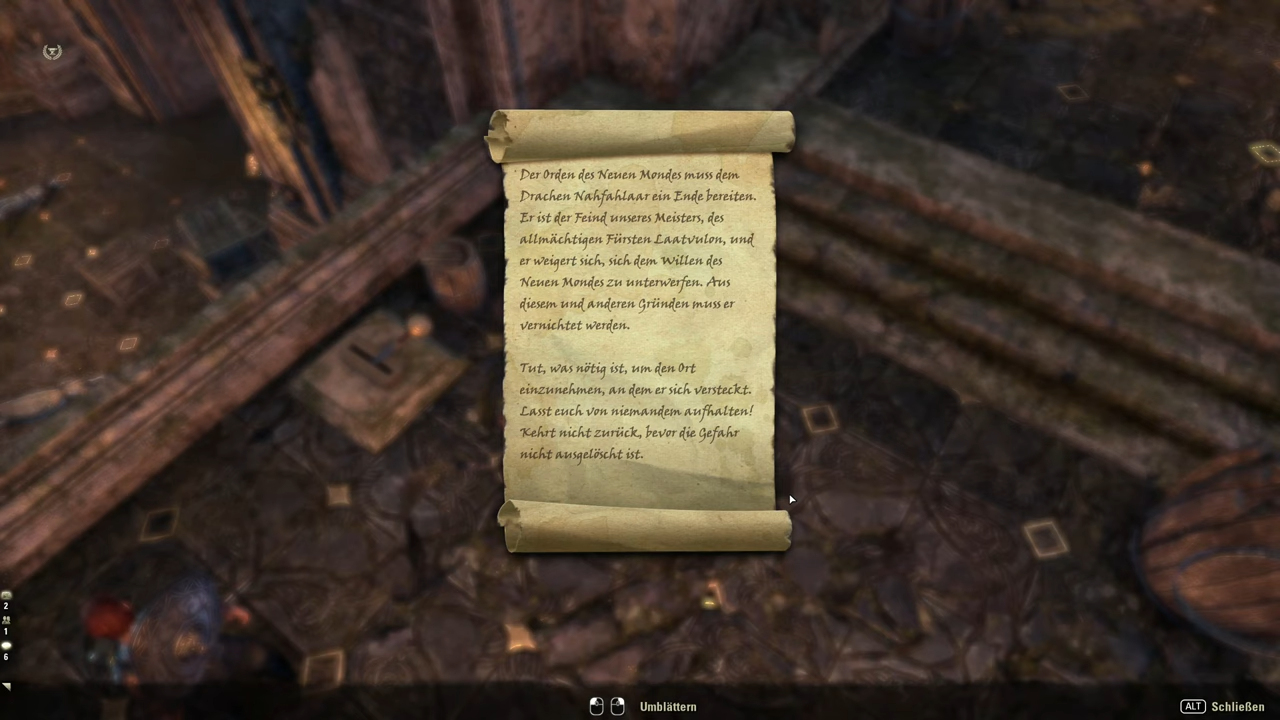 Der Orden des Neuen Mondes muss dem
Drachen Nahfahlaar ein Ende bereiten.
Er ist der Feind unseres Meisters, des
allmächtigen Fürsten Laatvulon, und
er weigert sich, sich dem Willen des
Neuen Mondes zu unterwerfen. Aus
diesem und anderen Gründen muss er
vernichtet werden.
Tut, was nötig ist, um den Ort
einzunehmen, an dem er sich versteckt.
Lasst euch von niemandem aufhalten!
Kehrt nicht zurück, bevor die Gefahr
nicht ausgelöscht ist.
2
1
6
Umblättern
ALT Schließen